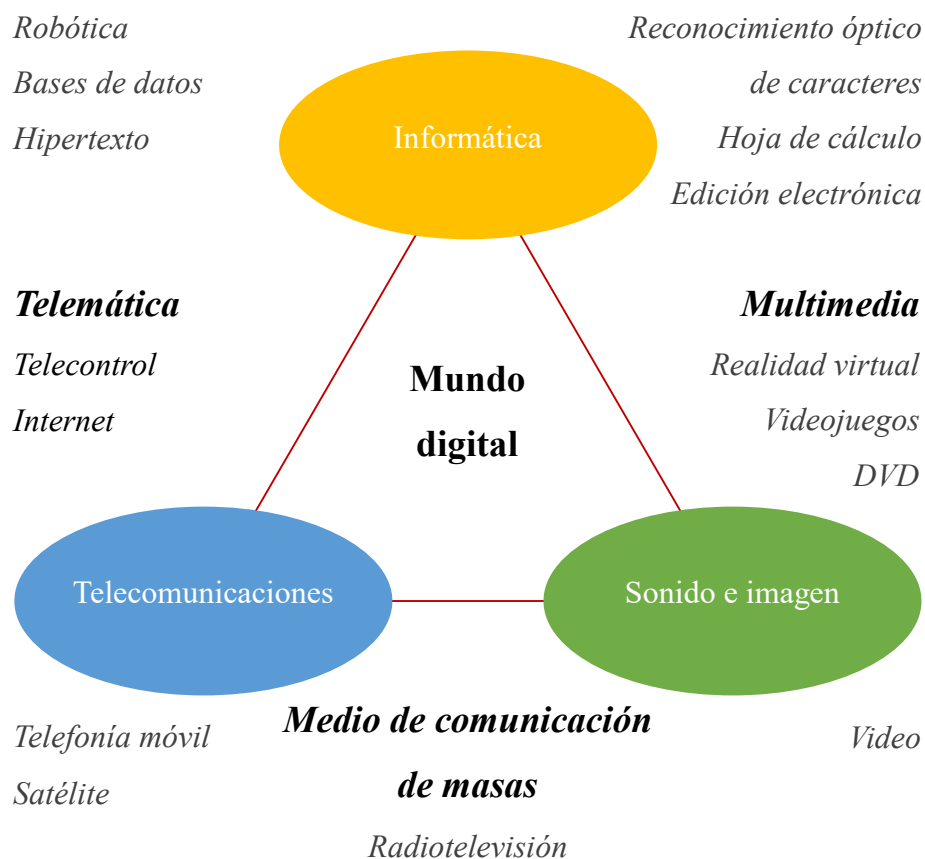 Robótica
Bases de datos
Hipertexto
Informática
Reconocimiento óptico
de caracteres
Hoja de cálculo
Edición electrónica
Telemática
Telecontrol
Internet
Mundo
digital
Multimedia
Realidad virtual
Videojuegos
DVD
Telecomunicaciones
Sonido e imagen
Telefonía móvil
Satélite
Medio de comunicación
de masas
Radiotelevisión
Video